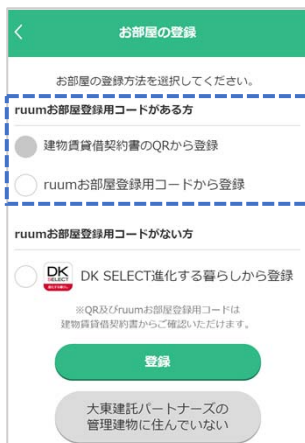 お部屋の登録
お部屋の登録方法を選択してください。
ruumお部屋登録用コードがある方
建物賃貸借契約書のQRから登録
ruumお部屋登録用コードから登録
ruumお部屋登録用コードがない方
DK
SELECT
進化する暮らし
DK SELECT進化する暮らしから登録
※QR及びruumお部屋登録用コードは
建物賃貸借契約書からご確認いただけます。
登録
大東建託パートナーズの
管理建物に住んでいない